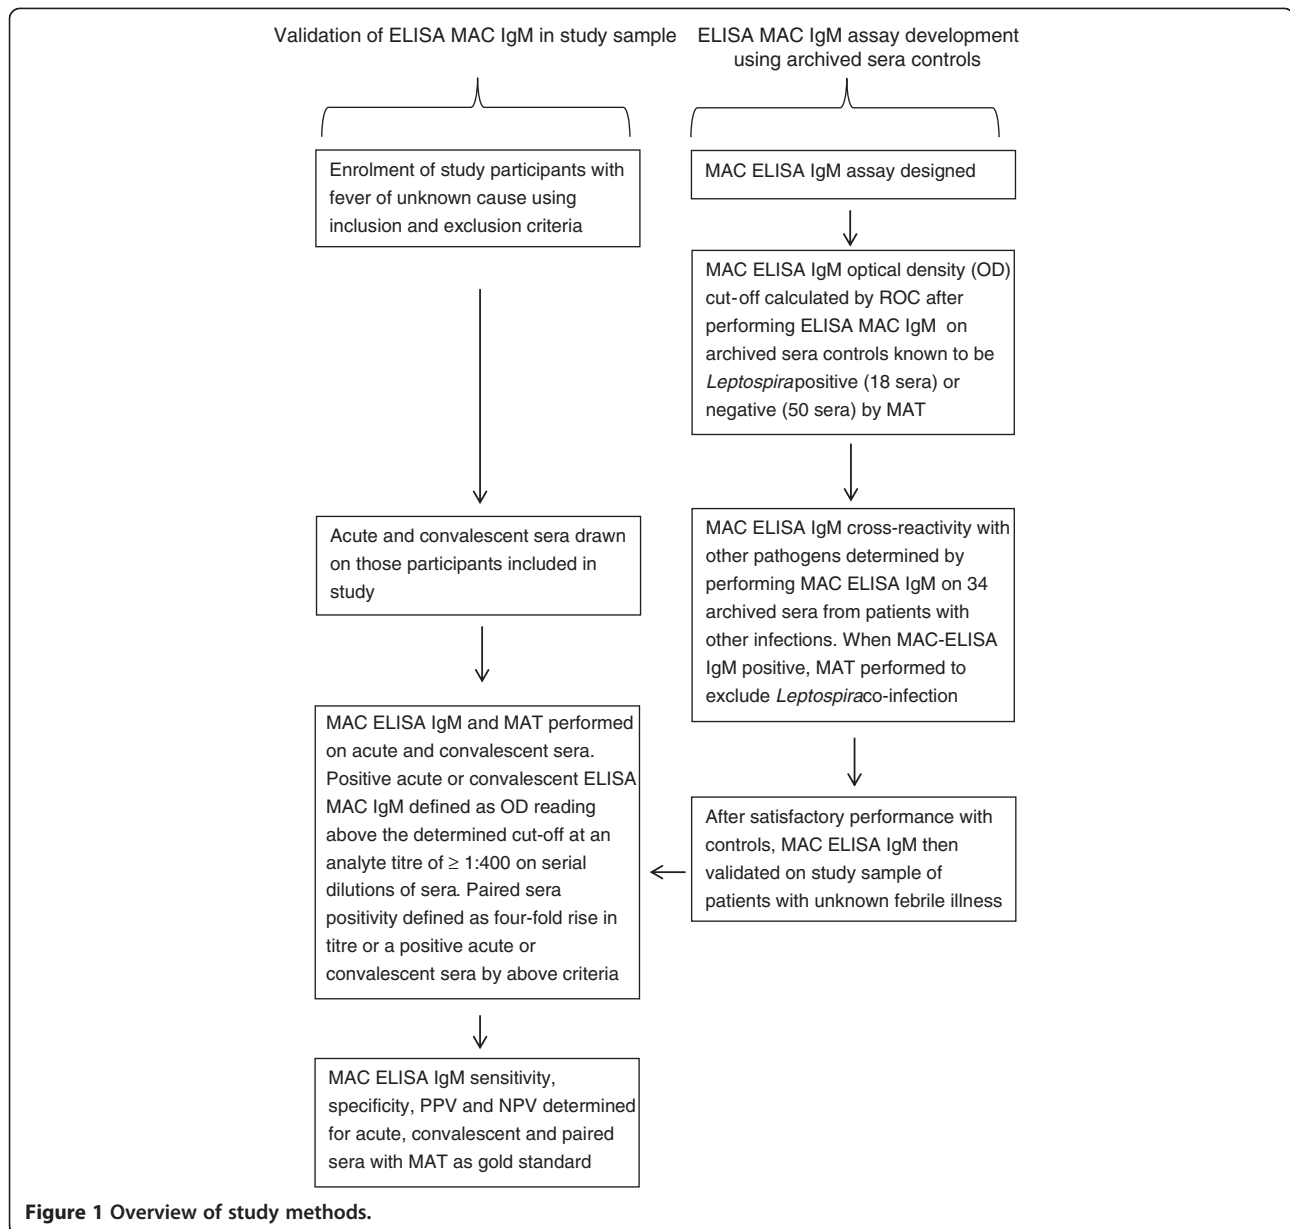 Validation of ELISA MAC IgM in study sample
Enrolment of study participants with
fever of unknown cause using
inclusion and exclusion criteria
Acute and convalescent sera drawn
on those participants included in
study
MAC ELISA IgM and MAT performed
on acute and convalescent sera.
Positive acute or convalescent ELISA
MAC IgM defined as OD reading
above the determined cut-off at an
analyte titre of ≥ 1:400 on serial
dilutions of sera. Paired sera
positivity defined as four-fold rise in
titre or a positive acute or
convalescent sera by above criteria
MAC ELISA IgM sensitivity,
specificity, PPV and NPV determined
for acute, convalescent and paired
sera with MAT as gold standard
ELISA MAC IgM assay development
using archived sera controls
MAC ELISA IgM assay designed
MAC ELISA IgM optical density (OD)
cut-off calculated by ROC after
performing ELISA MAC IgM on
archived sera controls known to be
Leptospirapositive (18 sera) or
negative (50 sera) by MAT
MAC ELISA IgM cross-reactivity with
other pathogens determined by
performing MAC ELISA IgM on 34
archived sera from patients with
other infections. When MAC-ELISA
IgM positive, MAT performed to
exclude Leptospiraco-infection
After satisfactory performance with
controls, MAC ELISA IgM then
validated on study sample of
patients with unknown febrile illness
Figure 1 Overview of study methods.